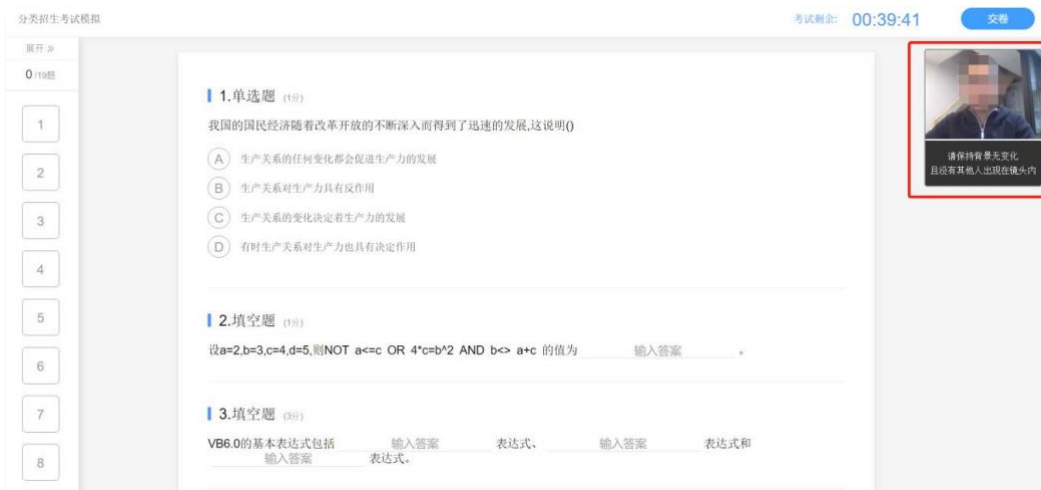 分类招生考试模拟
考试剩余: 00:39:41
交卷
展开 »
0 /19题
1
2
3
4
5
6
7
8
请保持背景无变化
且没有其他人出现在镜头内
1.单选题 (1分)
我国的国民经济随着改革开放的不断深入而得到了迅速的发展,这说明()
A 生产关系的任何变化都会促进生产力的发展
B 生产关系对生产力具有反作用
C 生产关系的变化决定着生产力的发展
D 有时生产关系对生产力也具有决定作用
2.填空题 (1分)
设a=2,b=3,c=4,d=5,则NOT a<=c OR 4*c=b^2 AND b<> a+c 的值为 输入答案 。
3.填空题 (3分)
VB6.0的基本表达式包括 输入答案 表达式、 输入答案 表达式和
输入答案 表达式。